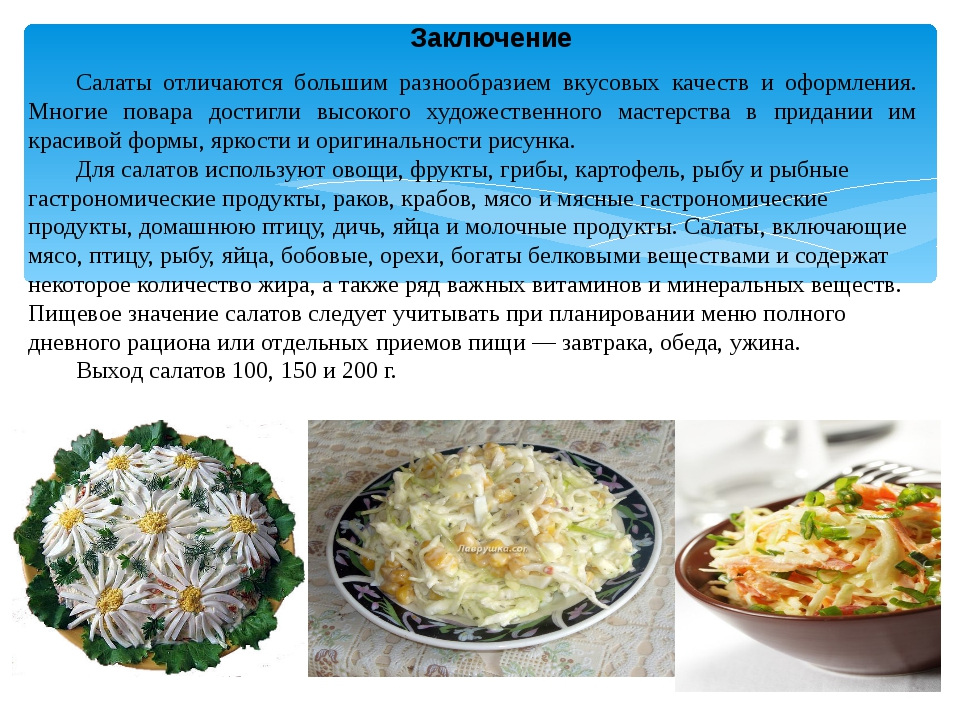 Заключение
Салаты отличаются большим разнообразием вкусовых качеств и оформления.
Многие повара достигли высокого художественного мастерства в придании им
красивой формы, яркости и оригинальности рисунка.
Для салатов используют овощи, фрукты, грибы, картофель, рыбу и рыбные
гастрономические продукты, раков, крабов, мясо и мясные гастрономические
продукты, домашнюю птицу, дичь, яйца и молочные продукты. Салаты, включающие
мясо, птицу, рыбу, яйца, бобовые, орехи, богаты белковыми веществами и содержат
некоторое количество жира, а также ряд важных витаминов и минеральных веществ.
Пищевое значение салатов следует учитывать при планировании меню полного
дневного рациона или отдельных приемов пищи — завтрака, обеда, ужина.
Выход салатов 100, 150 и 200 г.
Леврушка.con